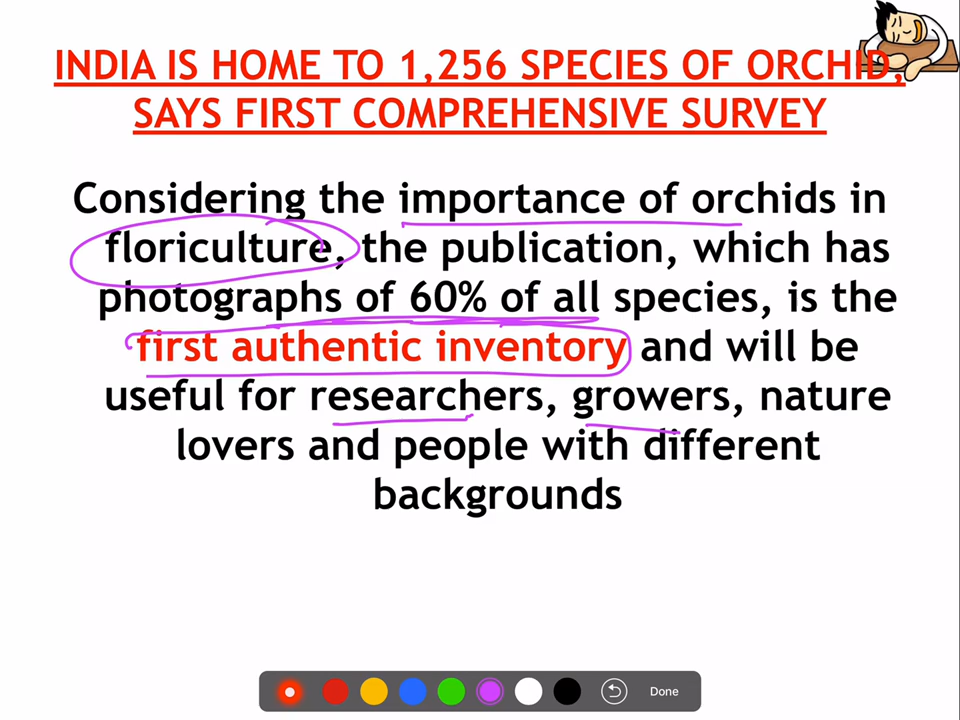 INDIA IS HOME TO 1,256 SPECIES OF ORCHID,
SAYS FIRST COMPREHENSIVE SURVEY
Considering the importance of orchids in
floriculture, the publication, which has
photographs of 60% of all species, is the
first authentic inventory and will be
useful for researchers, growers, nature
lovers and people with different
backgrounds
Done